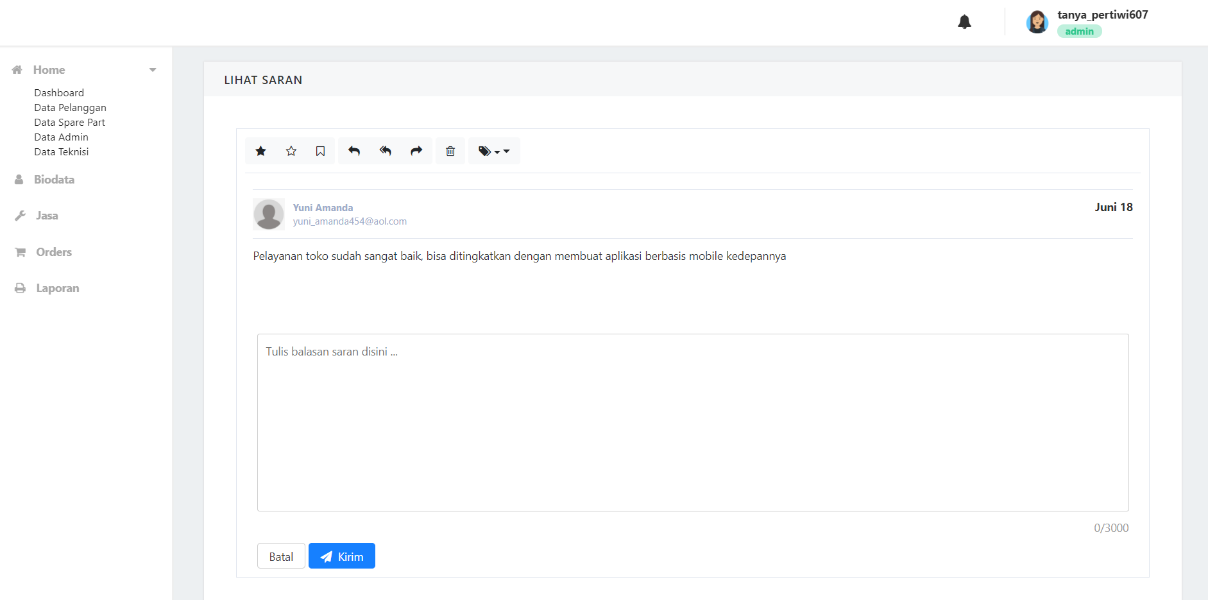 tanya_pertiwi607
admin
Home
Dashboard
Data Pelanggan
Data Spare Part
Data Admin
Data Teknisi
Biodata
Jasa
Orders
Laporan
LIHAT SARAN
Yuni Amanda
yuni_amanda454@aol.com
Juni 18
Pelayanan toko sudah sangat baik, bisa ditingkatkan dengan membuat aplikasi berbasis mobile kedepannya
Tulis balasan saran disini ...
0/3000
Batal
Kirim